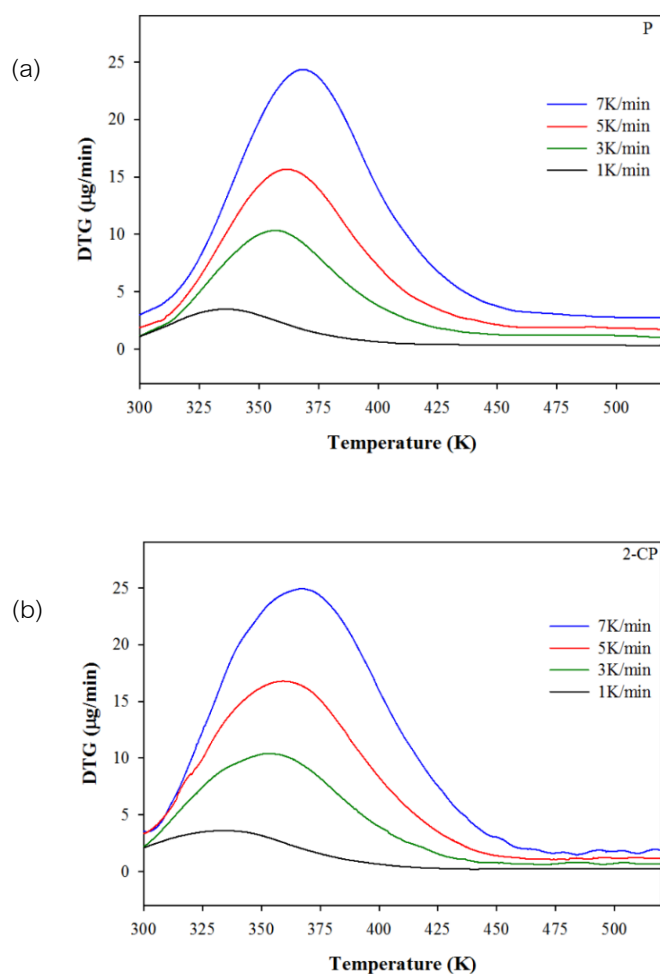 P
(a)
25
20
15
10
5
0
DTG (µg/min)
7K/min
5K/min
3K/min
1K/min
300 325 350 375 400 425 450 475 500
Temperature (K)
2-CP
(b)
25
20
15
10
5
0
DTG (µg/min)
7K/min
5K/min
3K/min
1K/min
300 325 350 375 400 425 450 475 500
Temperature (K)